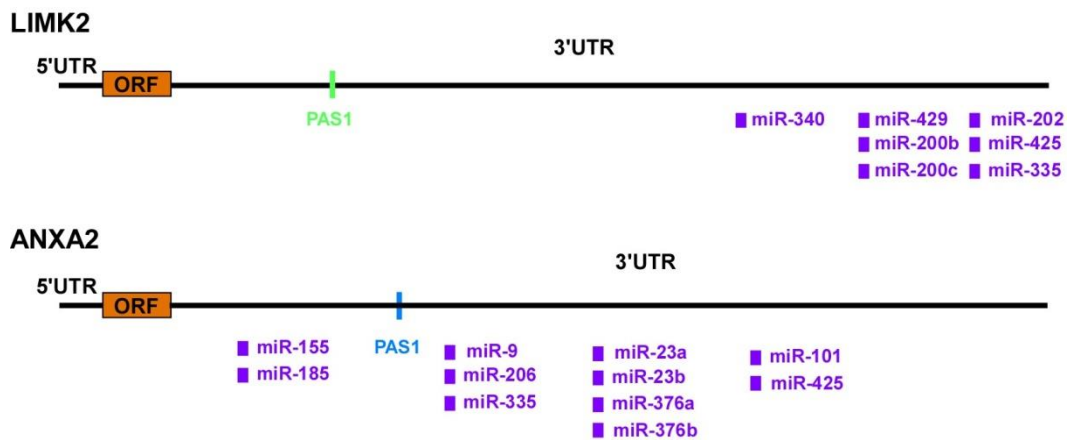 LIMK2
3'UTR
5'UTR
ORF
PAS1
miR-340 miR-429 miR-202
miR-200b miR-425
miR-200c miR-335
ANXA2
3'UTR
5'UTR
ORF
miR-155 PAS1 miR-9 miR-23a miR-101
miR-185 miR-206 miR-23b miR-425
miR-335 miR-376a
miR-376b